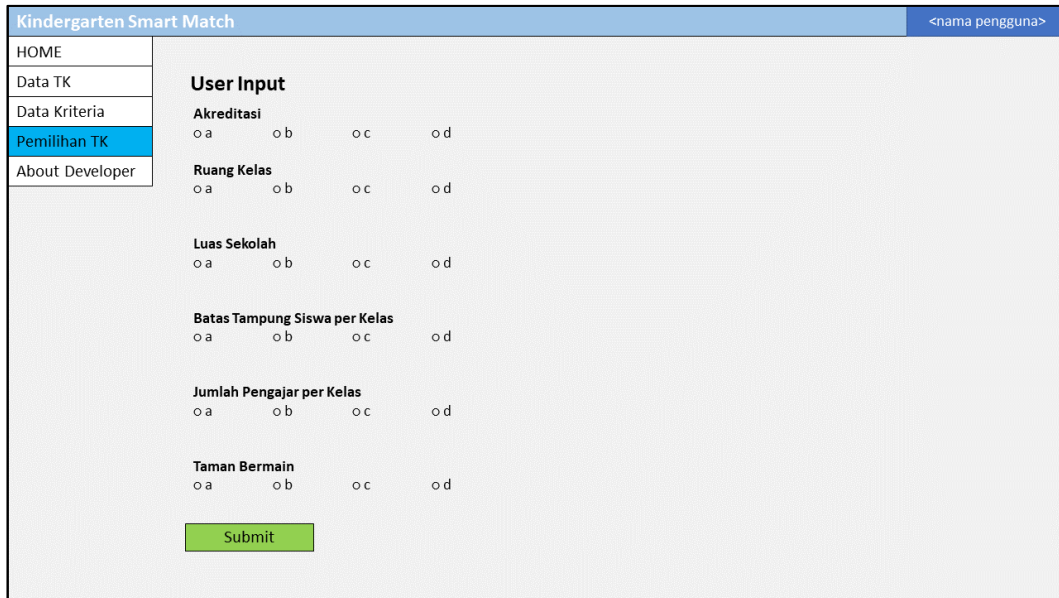 Kindergarten Smart Match
<nama pengguna>
HOME
Data TK
Data Kriteria
Pemilihan TK
About Developer
User Input
Akreditasi
o a o b o c o d
Ruang Kelas
o a o b o c o d
Luas Sekolah
o a o b o c o d
Batas Tampung Siswa per Kelas
o a o b o c o d
Jumlah Pengajar per Kelas
o a o b o c o d
Taman Bermain
o a o b o c o d
Submit